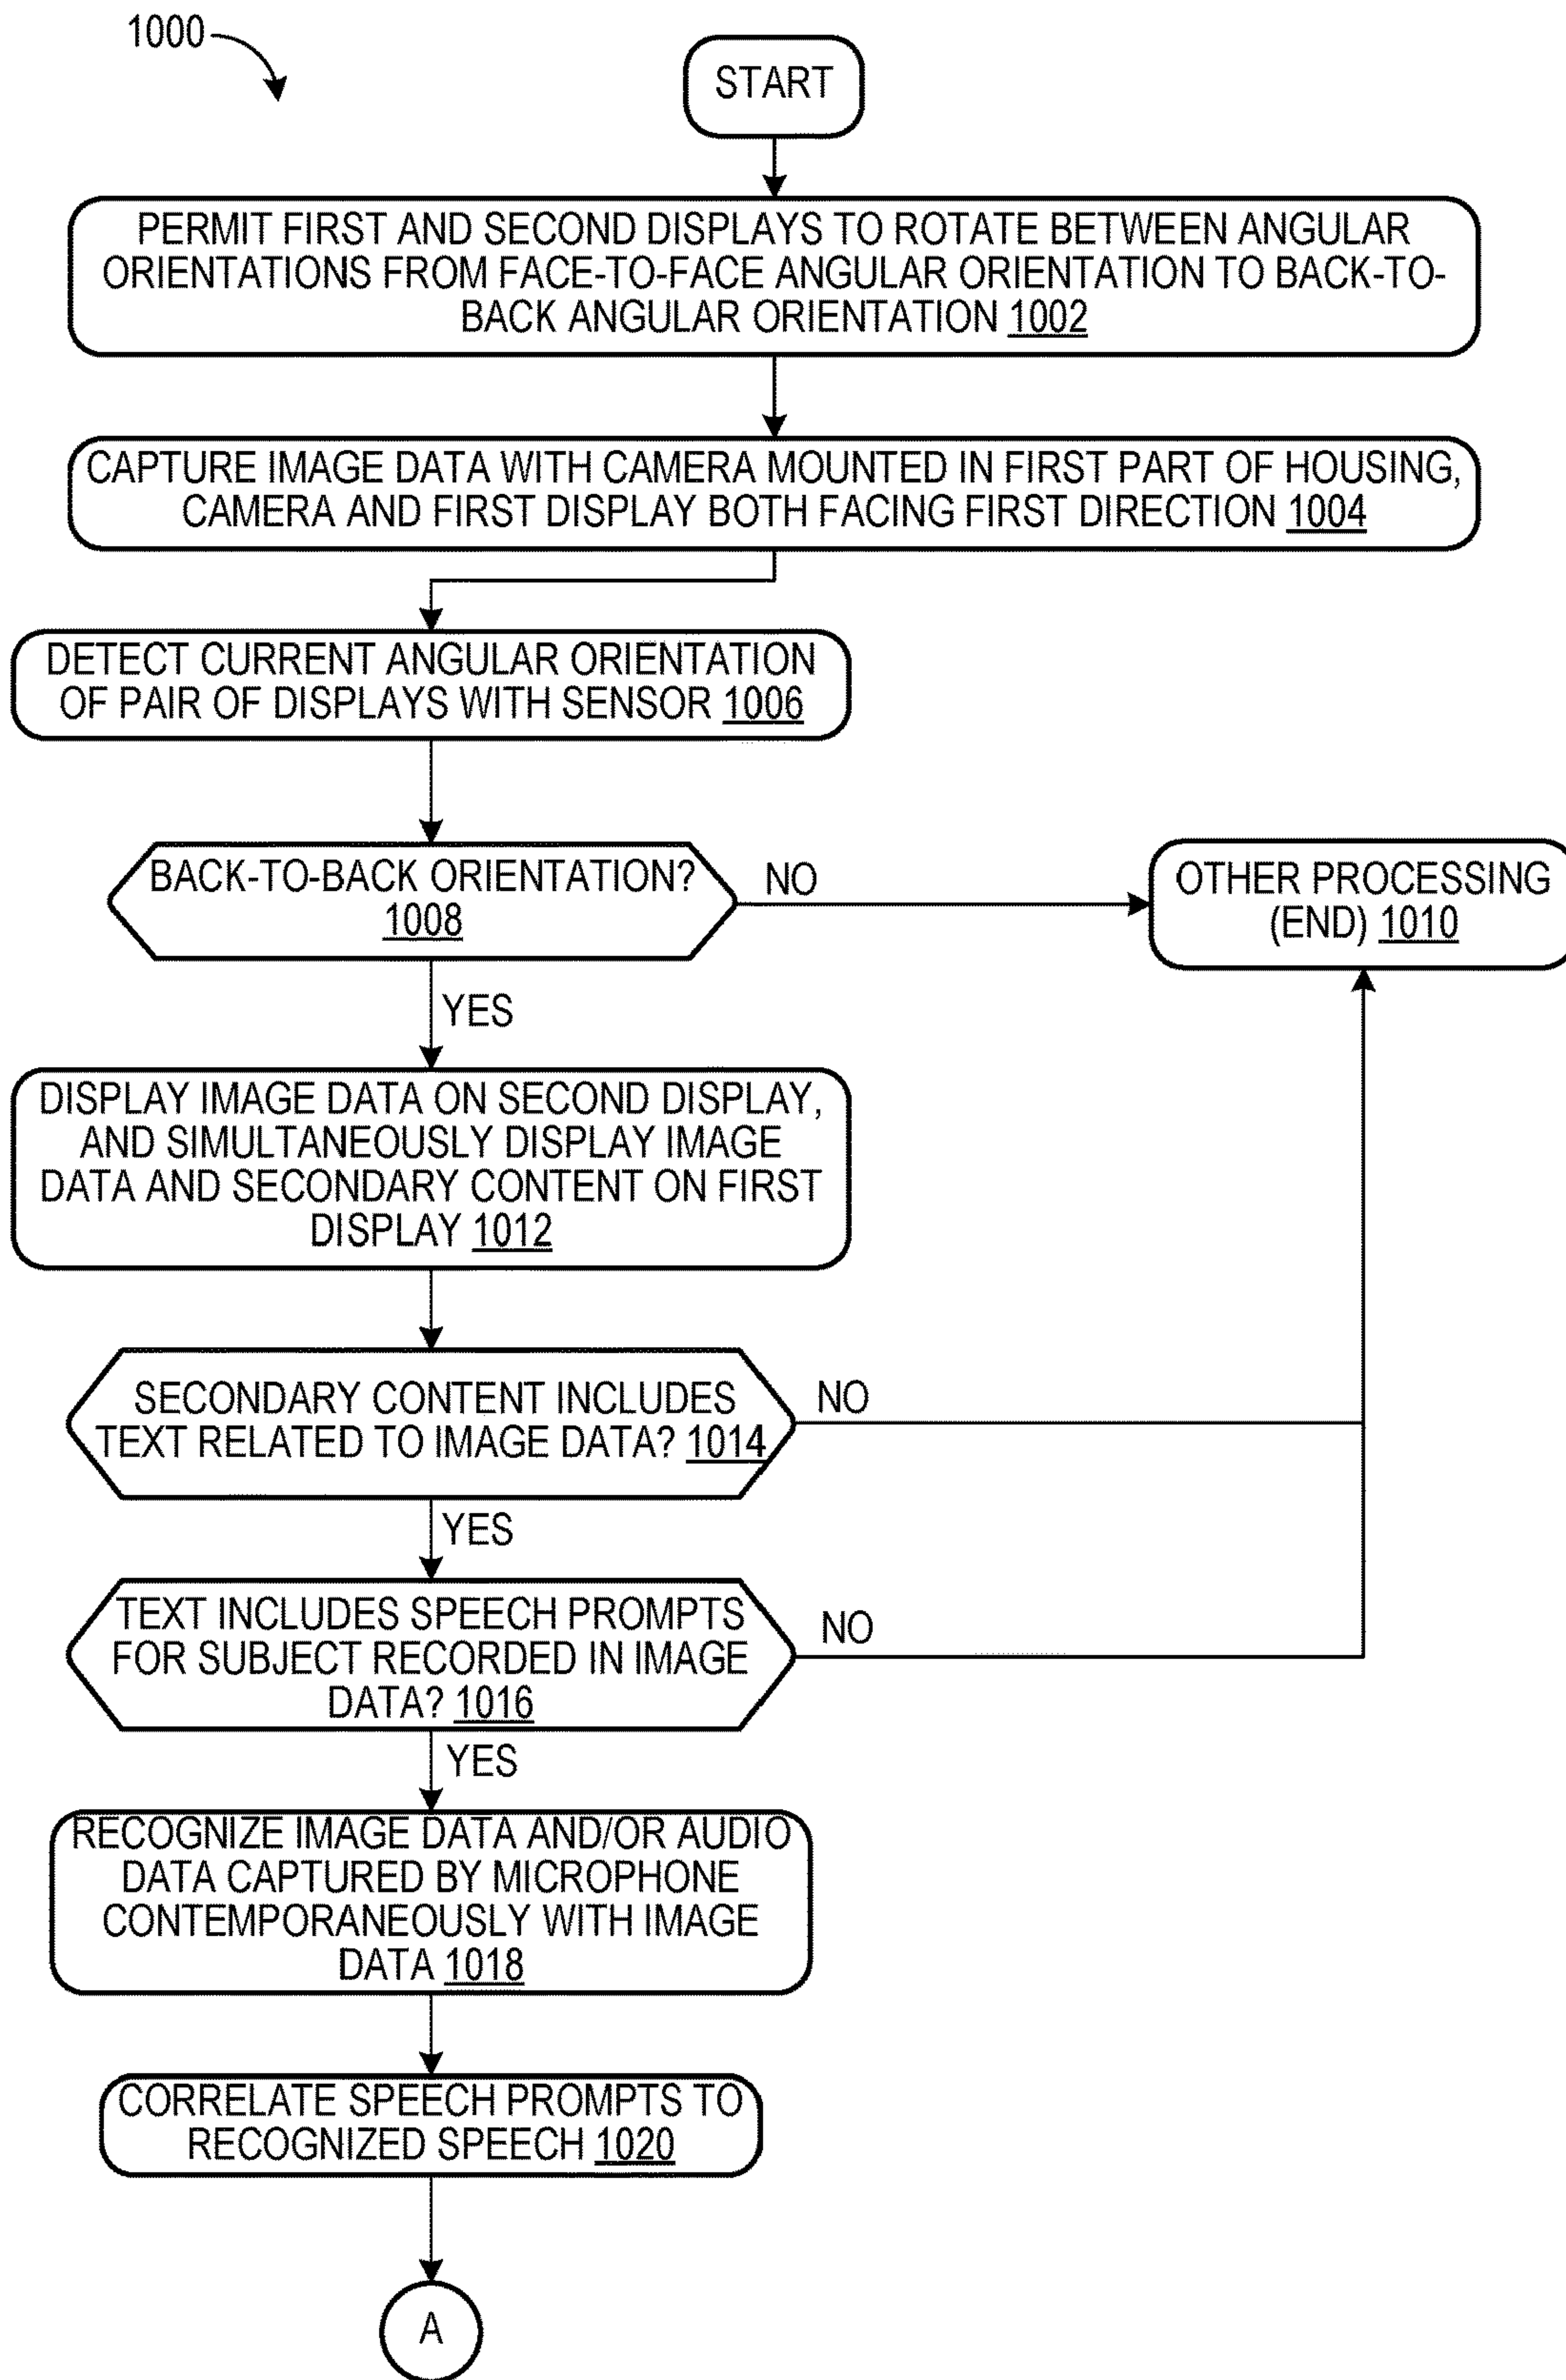 1000
START
PERMIT FIRST AND SECOND DISPLAYS TO ROTATE BETWEEN ANGULAR
ORIENTATIONS FROM FACE-TO-FACE ANGULAR ORIENTATION TO BACK-TO-
BACK ANGULAR ORIENTATION 1002
CAPTURE IMAGE DATA WITH CAMERA MOUNTED IN FIRST PART OF HOUSING,
CAMERA AND FIRST DISPLAY BOTH FACING FIRST DIRECTION 1004
DETECT CURRENT ANGULAR ORIENTATION
OF PAIR OF DISPLAYS WITH SENSOR 1006
BACK-TO-BACK ORIENTATION?
1008
NO
OTHER PROCESSING
(END) 1010
YES
DISPLAY IMAGE DATA ON SECOND DISPLAY,
AND SIMULTANEOUSLY DISPLAY IMAGE
DATA AND SECONDARY CONTENT ON FIRST
DISPLAY 1012
SECONDARY CONTENT INCLUDES
TEXT RELATED TO IMAGE DATA? 1014
NO
YES
TEXT INCLUDES SPEECH PROMPTS
FOR SUBJECT RECORDED IN IMAGE
DATA? 1016
NO
YES
RECOGNIZE IMAGE DATA AND/OR AUDIO
DATA CAPTURED BY MICROPHONE
CONTEMPORANEOUSLY WITH IMAGE
DATA 1018
CORRELATE SPEECH PROMPTS TO
RECOGNIZED SPEECH 1020
A